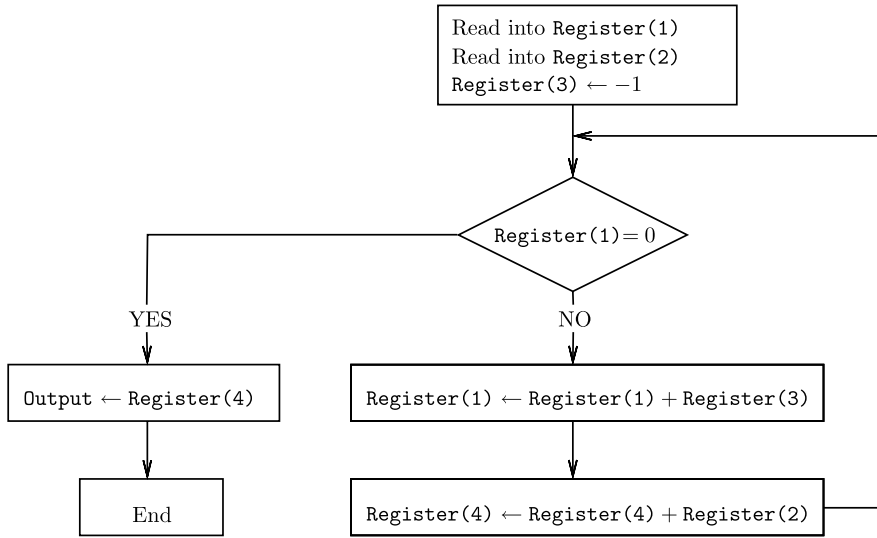 Read into Register(1)
Read into Register(2)
Register(3) ← −1
Register(1)= 0
YES
NO
Output ← Register(4)
Register(1) ← Register(1) + Register(3)
End
Register(4) ← Register(4) + Register(2)